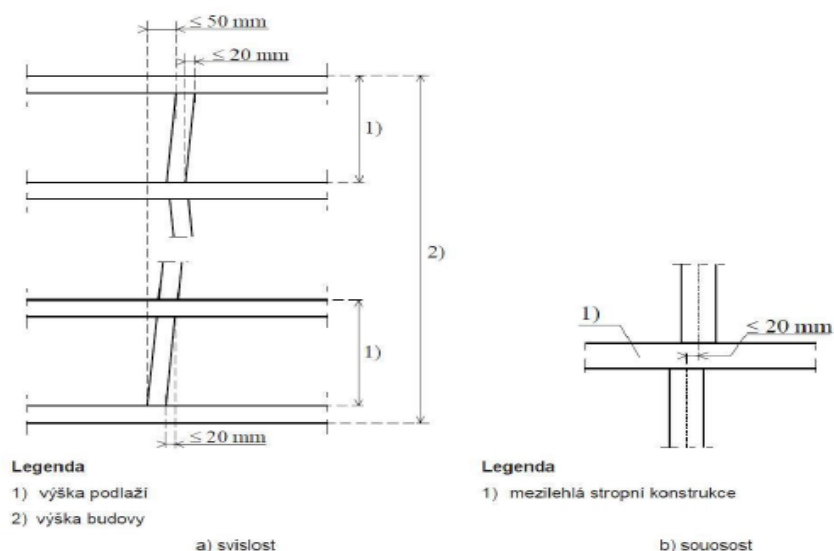 ≤ 50 mm
≤ 20 mm
1)
2)
1)
≤ 20 mm
Legenda
1) výška podlaží
2) výška budovy
a) svislost
1)
≤ 20 mm
Legenda
1) mezilehlá stropní konstrukce
b) souosost